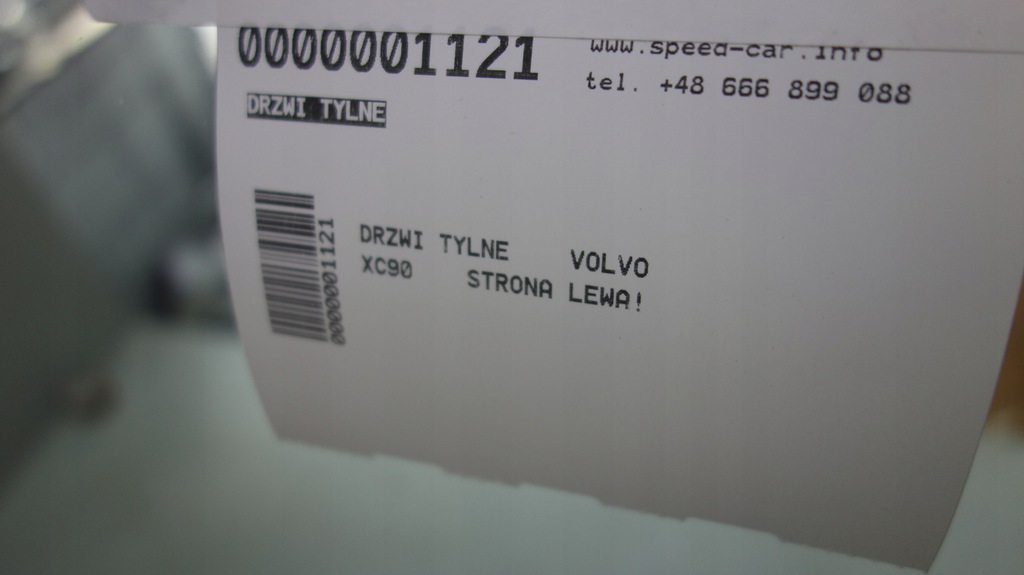 0000001121
www.speed-car.info
tel. +48 666 899 088
DRZWI TYLNE
0000001121
DRZWI TYLNE VOLVO
XC90 STRONA LEWA!